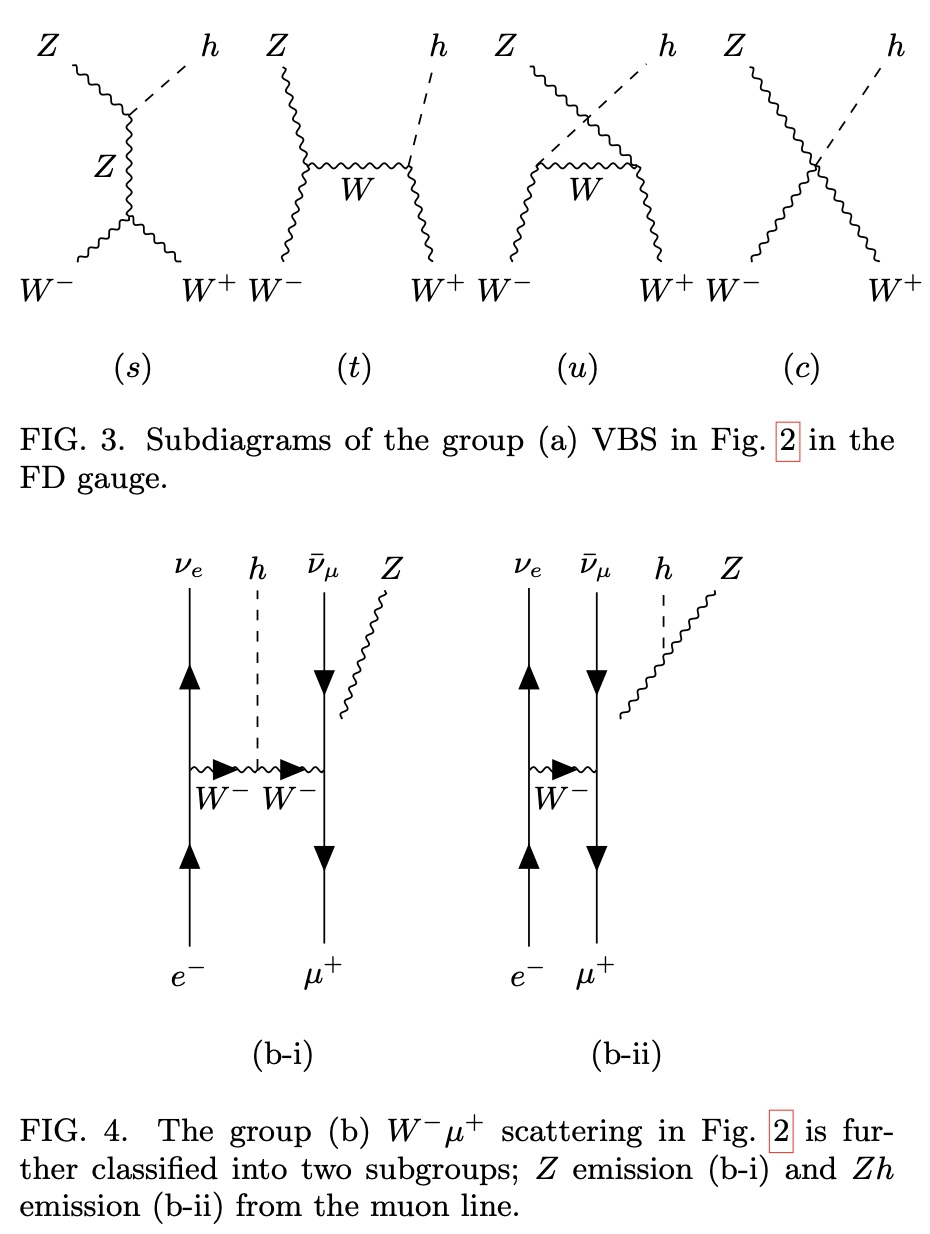 Z h Z h Z h Z h
Z W W
W⁻ W⁺ W⁻ W⁺ W⁻ W⁺ W⁻ W⁺
(s) (t) (u) (c)
FIG. 3. Subdiagrams of the group (a) VBS in Fig. 2 in the
FD gauge.
νₑ h ν̄_μ Z νₑ ν̄_μ h Z
W⁻ W⁻ W⁻
e⁻ μ⁺ e⁻ μ⁺
(b-i) (b-ii)
FIG. 4. The group (b) W⁻μ⁺ scattering in Fig. 2 is fur-
ther classified into two subgroups; Z emission (b-i) and Zh
emission (b-ii) from the muon line.